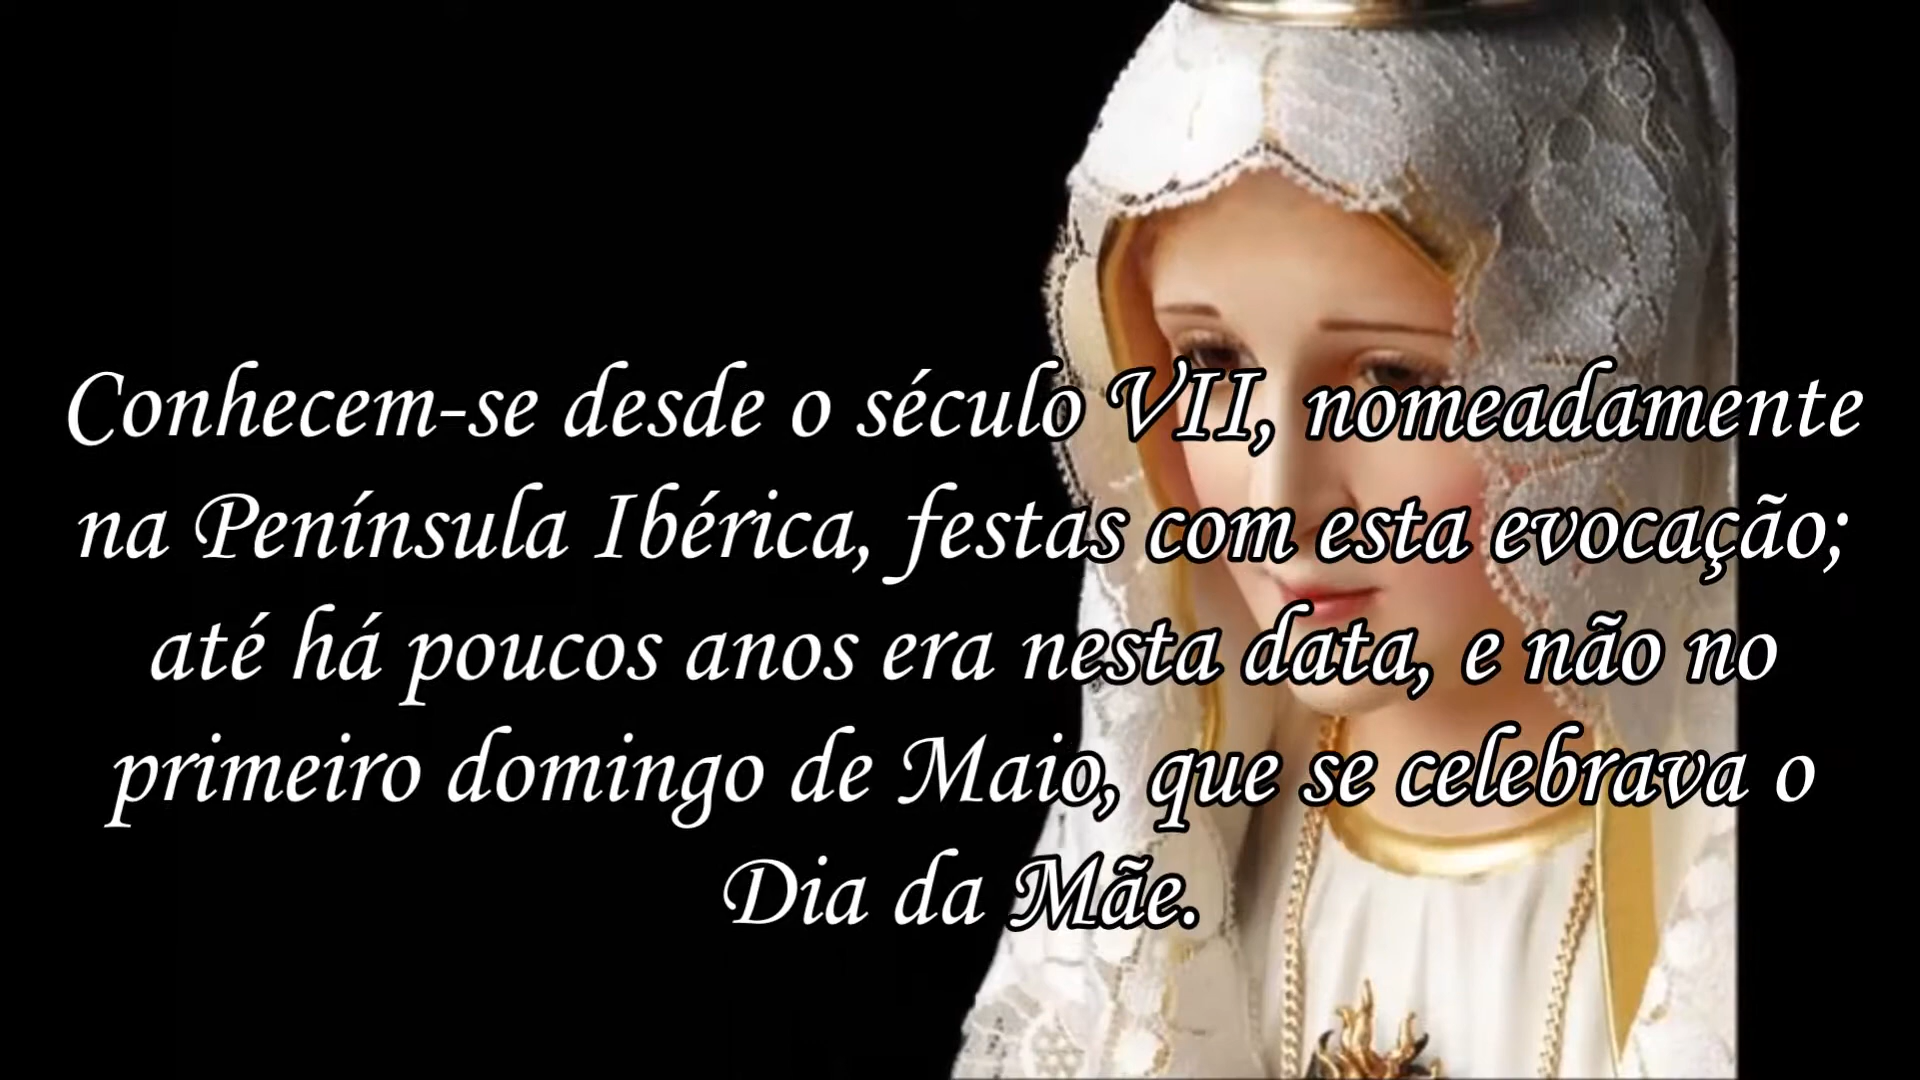 Conhecem-se desde o século VII, nomeadamente
na Península Ibérica, festas com esta evocação;
até há poucos anos era nesta data, e não no
primeiro domingo de Maio, que se celebrava o
Dia da Mãe.